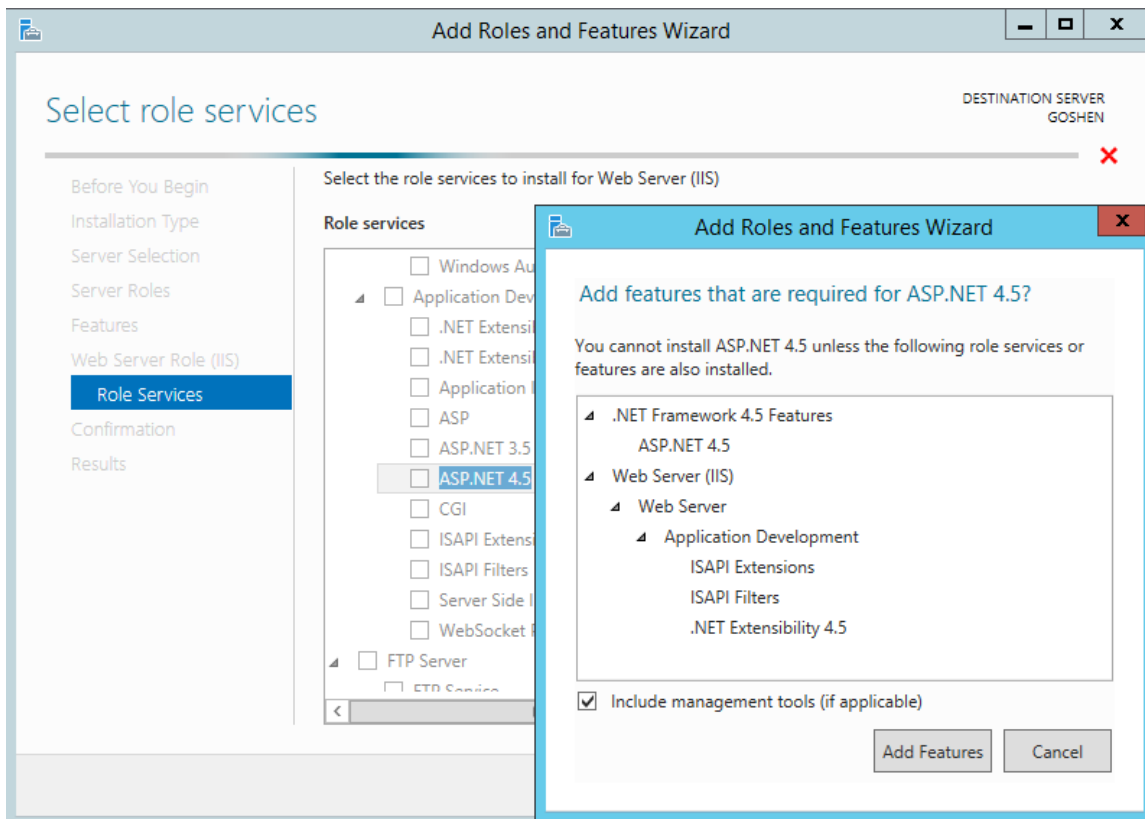 Add Roles and Features Wizard
Select role services
DESTINATION SERVER
GOSHEN
Before You Begin
Installation Type
Server Selection
Server Roles
Features
Web Server Role (IIS)
Role Services
Confirmation
Results
Select the role services to install for Web Server (IIS)
Role services
Windows Au
Application Dev
.NET Extensi
.NET Extensi
Application
ASP
ASP.NET 3.5
ASP.NET 4.5
CGI
ISAPI Extensi
ISAPI Filters
Server Side I
WebSocket
FTP Server
FTP Service
Add Roles and Features Wizard
Add features that are required for ASP.NET 4.5?
You cannot install ASP.NET 4.5 unless the following role services or
features are also installed.
.NET Framework 4.5 Features
ASP.NET 4.5
Web Server (IIS)
Web Server
Application Development
ISAPI Extensions
ISAPI Filters
.NET Extensibility 4.5
Include management tools (if applicable)
Add Features
Cancel